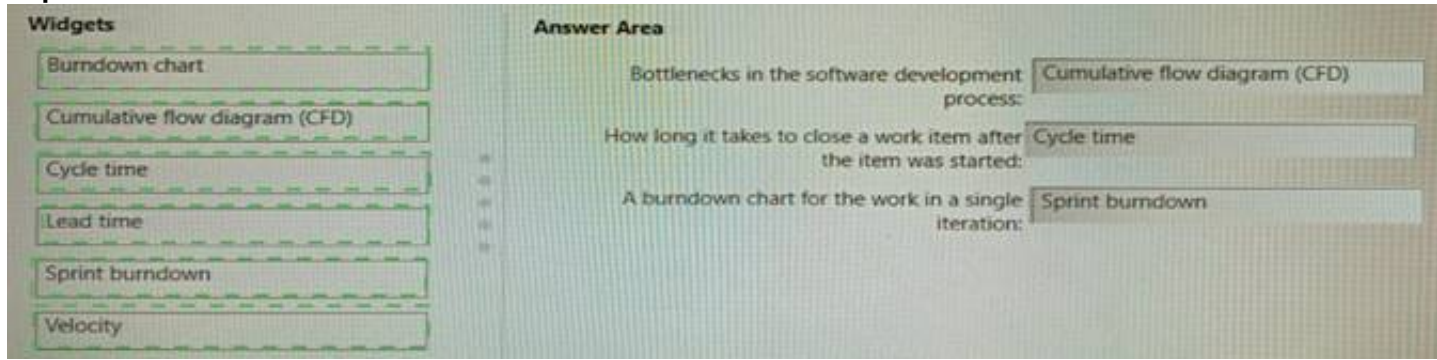 Widgets
Burndown chart
Cumulative flow diagram (CFD)
Cycle time
Lead time
Sprint burndown
Velocity
Answer Area
Bottlenecks in the software development
process:
Cumulative flow diagram (CFD)
How long it takes to close a work item after
the item was started:
Cycle time
A burndown chart for the work in a single
iteration:
Sprint burndown